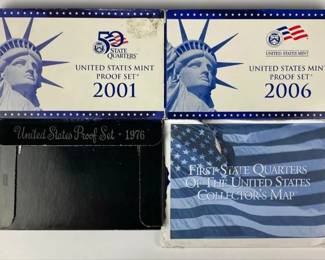 50
STATE
QUARTERS
UNITED STATES MINT
PROOF SET
2001
UNITED STATES MINT
UNITED STATES MINT
PROOF SET
2006
United States Proof Set · 1976
FIRST STATE QUARTERS
OF THE UNITED STATES
COLLECTOR'S MAP